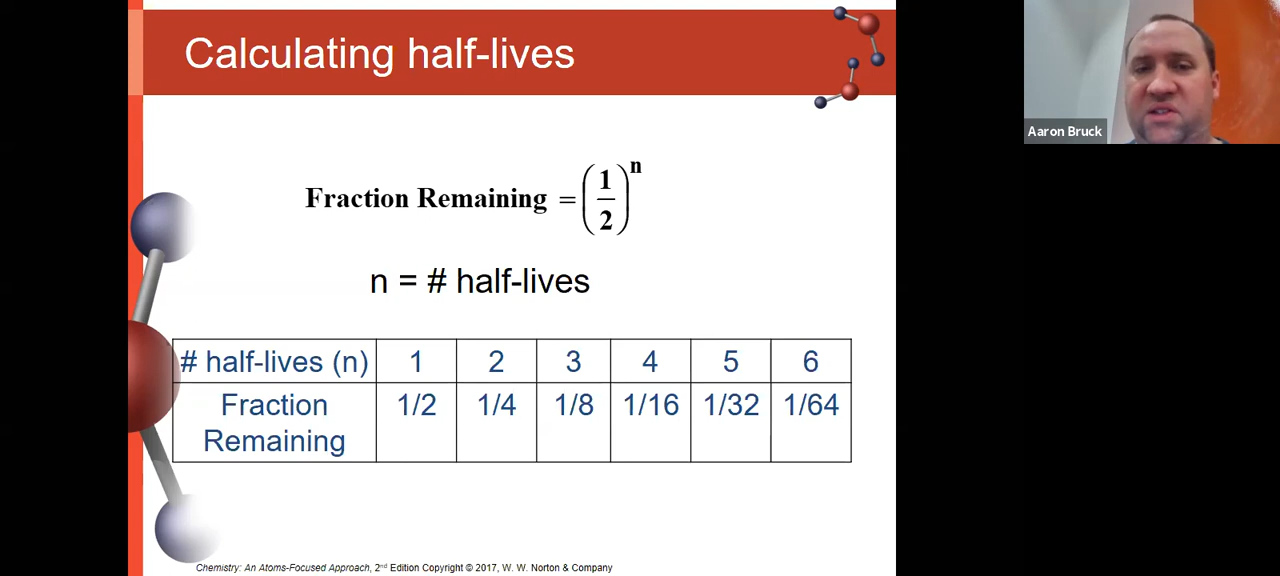 Calculating half-lives
Aaron Bruck
Fraction Remaining = (1/2)^n
n = # half-lives
# half-lives (n) 1 2 3 4 5 6
Fraction 1/2 1/4 1/8 1/16 1/32 1/64
Remaining
Chemistry: An Atoms-Focused Approach, 2nd Edition Copyright © 2017, W. W. Norton & Company